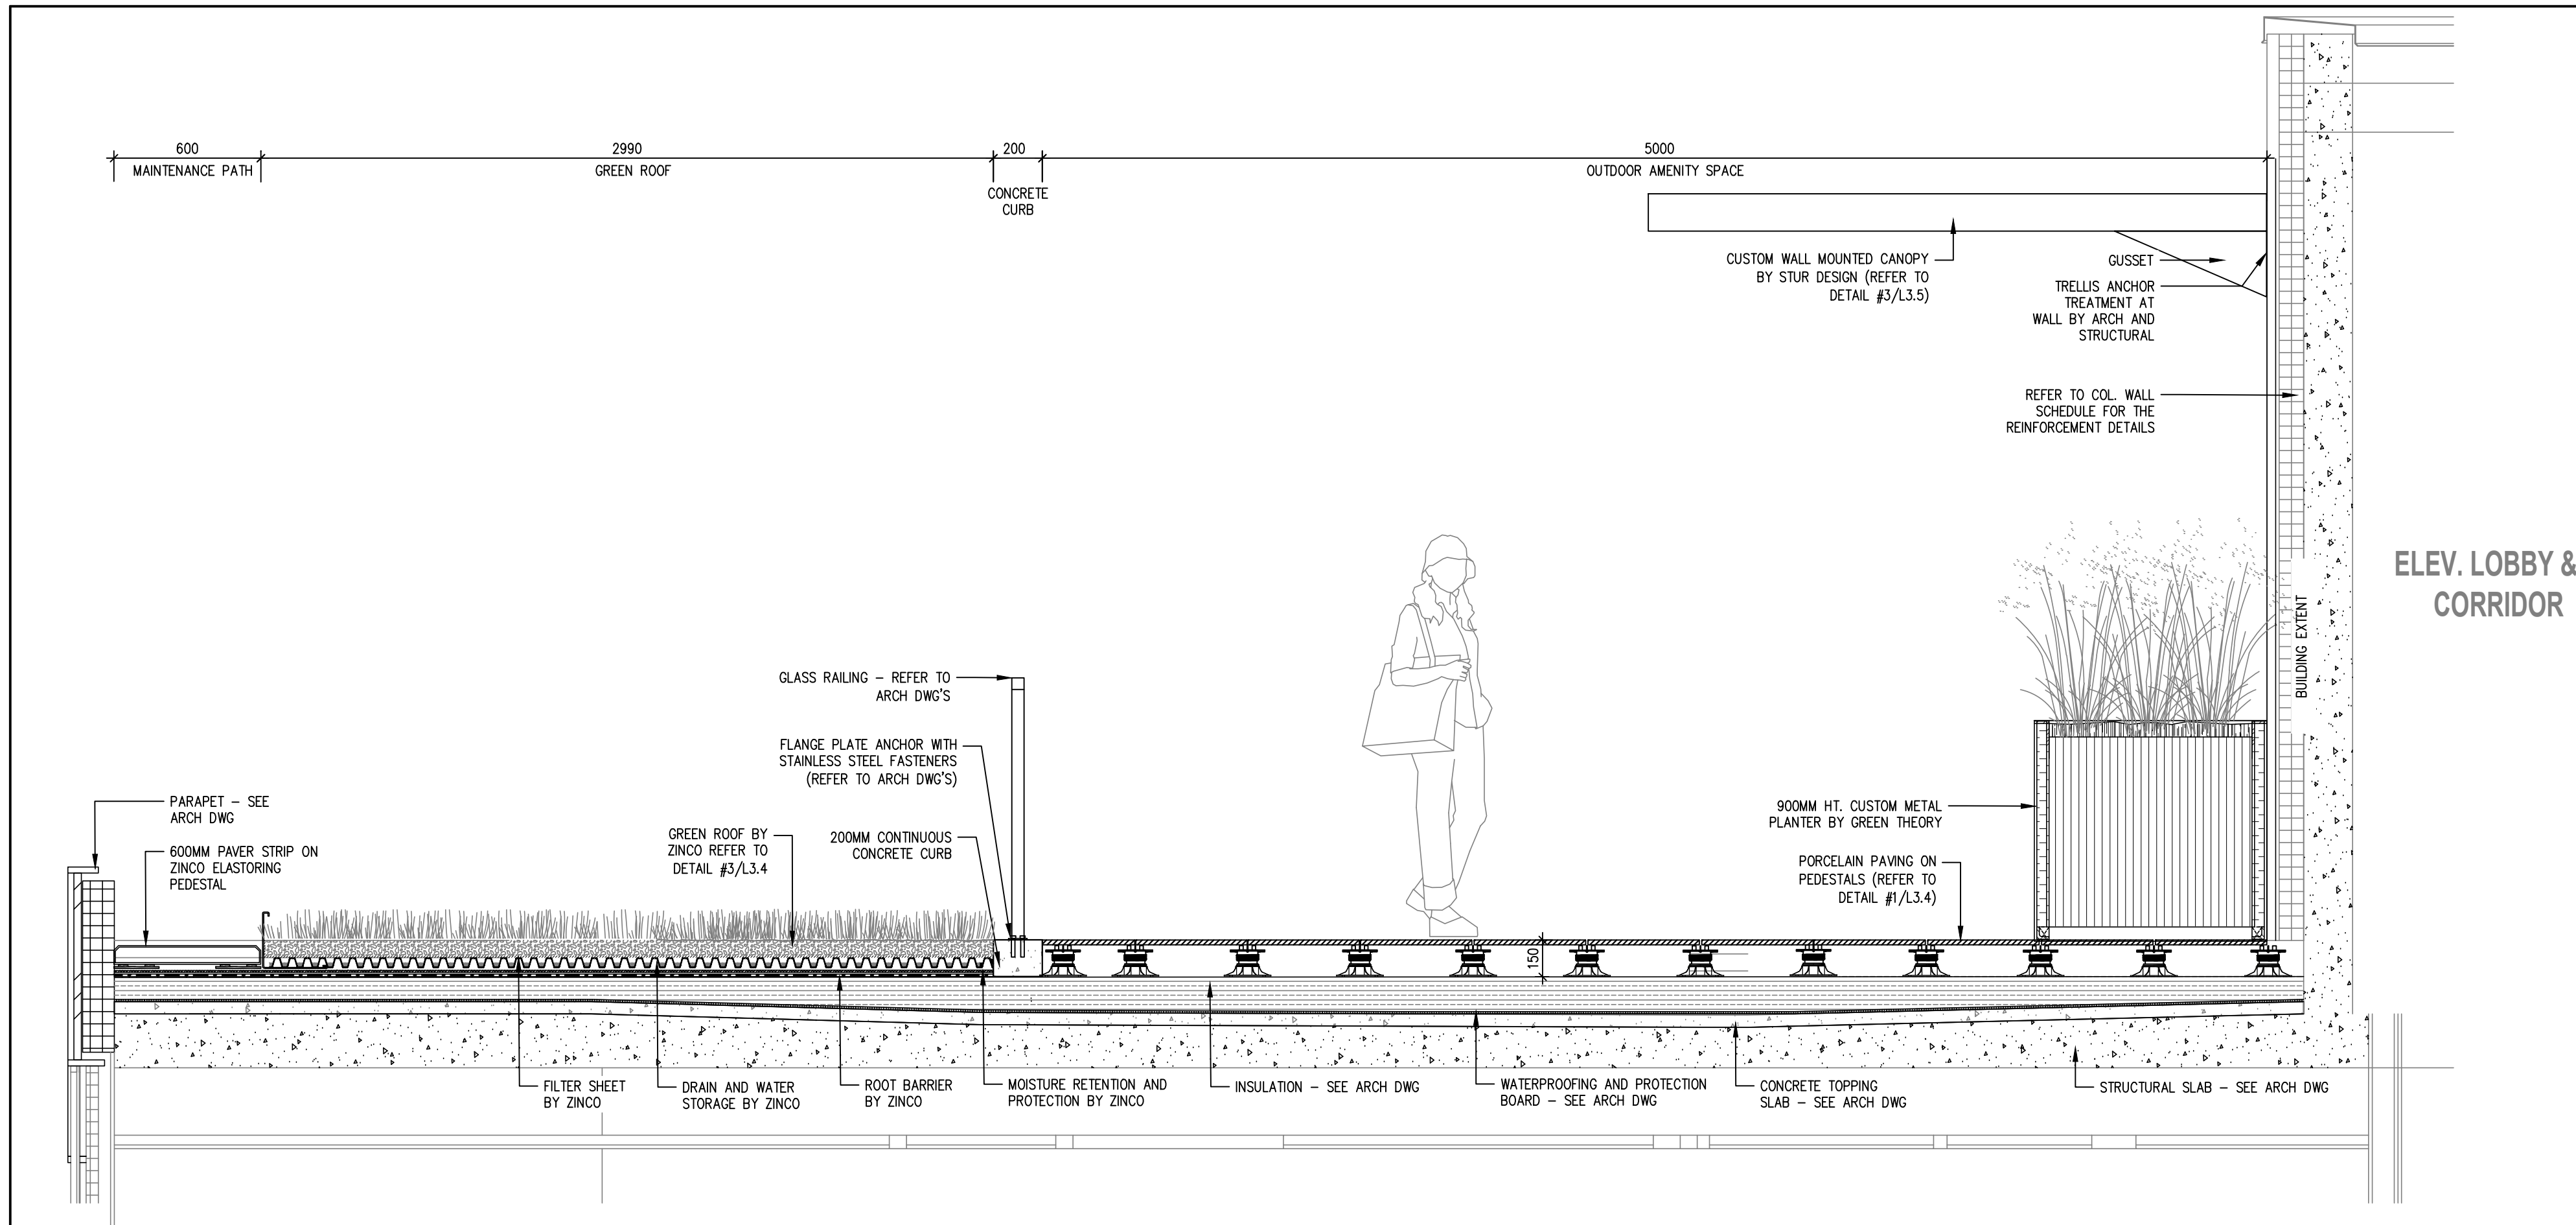 600
2990
200
5000
MAINTENANCE PATH
GREEN ROOF
CONCRETE
CURB
OUTDOOR AMENITY SPACE
CUSTOM WALL MOUNTED CANOPY
BY STUR DESIGN (REFER TO
DETAIL #3/L3.5)
GUSSET
TRELLIS ANCHOR
TREATMENT AT
WALL BY ARCH AND
STRUCTURAL
REFER TO COL. WALL
SCHEDULE FOR THE
REINFORCEMENT DETAILS
ELEV. LOBBY &
CORRIDOR
BUILDING EXTENT
GLASS RAILING – REFER TO
ARCH DWG'S
FLANGE PLATE ANCHOR WITH
STAINLESS STEEL FASTENERS
(REFER TO ARCH DWG'S)
PARAPET – SEE
ARCH DWG
600MM PAVER STRIP ON
ZINCO ELASTORING
PEDESTAL
GREEN ROOF BY
ZINCO REFER TO
DETAIL #3/L3.4
200MM CONTINUOUS
CONCRETE CURB
900MM HT. CUSTOM METAL
PLANTER BY GREEN THEORY
PORCELAIN PAVING ON
PEDESTALS (REFER TO
DETAIL #1/L3.4)
150
FILTER SHEET
BY ZINCO
DRAIN AND WATER
STORAGE BY ZINCO
ROOT BARRIER
BY ZINCO
MOISTURE RETENTION AND
PROTECTION BY ZINCO
INSULATION – SEE ARCH DWG
WATERPROOFING AND PROTECTION
BOARD – SEE ARCH DWG
CONCRETE TOPPING
SLAB – SEE ARCH DWG
STRUCTURAL SLAB – SEE ARCH DWG